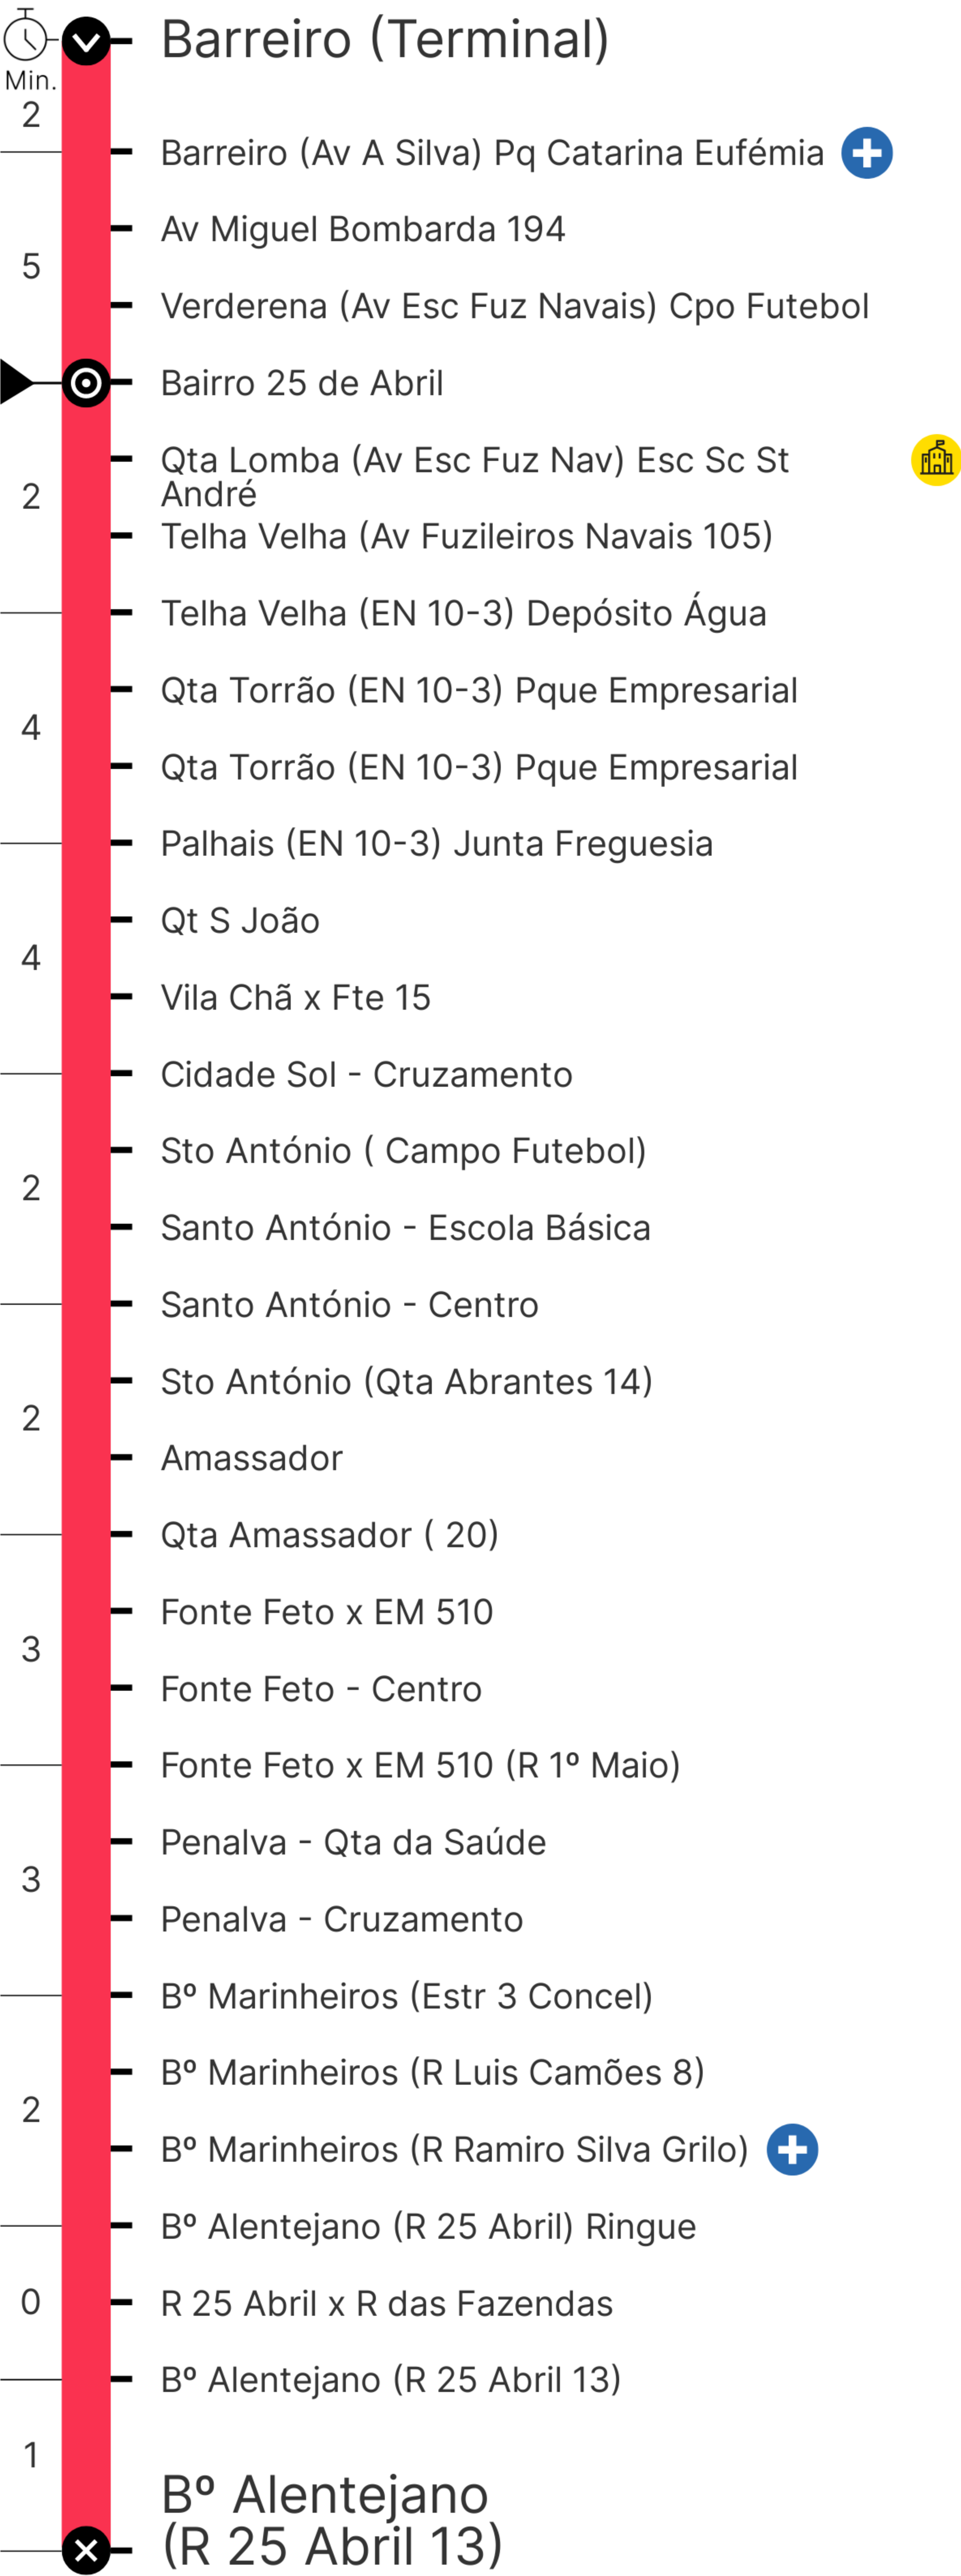 Barreiro (Terminal)
Min.
2
Barreiro (Av A Silva) Pq Catarina Eufémia
Av Miguel Bombarda 194
5
Verderena (Av Esc Fuz Navais) Cpo Futebol
Bairro 25 de Abril
Qta Lomba (Av Esc Fuz Nav) Esc Sc St
André
2
Telha Velha (Av Fuzileiros Navais 105)
Telha Velha (EN 10-3) Depósito Água
Qta Torrão (EN 10-3) Pque Empresarial
4
Qta Torrão (EN 10-3) Pque Empresarial
Palhais (EN 10-3) Junta Freguesia
Qt S João
4
Vila Chã x Fte 15
Cidade Sol - Cruzamento
Sto António ( Campo Futebol)
2
Santo António - Escola Básica
Santo António - Centro
Sto António (Qta Abrantes 14)
2
Amassador
Qta Amassador ( 20)
Fonte Feto x EM 510
3
Fonte Feto - Centro
Fonte Feto x EM 510 (R 1º Maio)
Penalva - Qta da Saúde
3
Penalva - Cruzamento
Bº Marinheiros (Estr 3 Concel)
Bº Marinheiros (R Luis Camões 8)
2
Bº Marinheiros (R Ramiro Silva Grilo)
Bº Alentejano (R 25 Abril) Ringue
0
R 25 Abril x R das Fazendas
Bº Alentejano (R 25 Abril 13)
1
Bº Alentejano
(R 25 Abril 13)